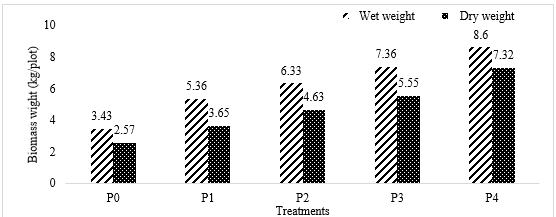 Wet weight Dry weight
Biomass wight (kg/plot)
10
8
6
4
2
0
3.43 2.57
5.36 3.65
6.33 4.63
7.36 5.55
8.6 7.32
P0 P1 P2 P3 P4
Treatments